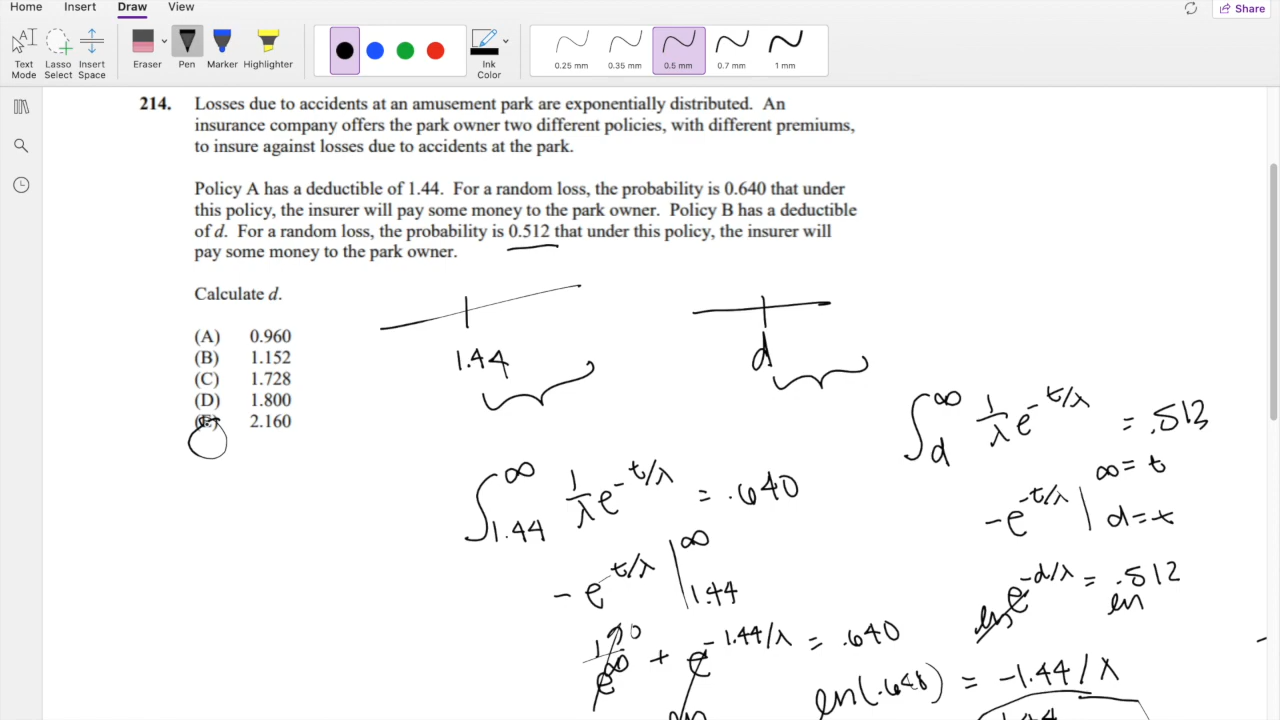 Home Insert Draw View
Share
Text Mode
Lasso Select
Insert Space
Eraser
Pen
Marker
Highlighter
Ink Color
0.25 mm
0.35 mm
0.5 mm
0.7 mm
1 mm
214. Losses due to accidents at an amusement park are exponentially distributed. An
insurance company offers the park owner two different policies, with different premiums,
to insure against losses due to accidents at the park.
Policy A has a deductible of 1.44. For a random loss, the probability is 0.640 that under
this policy, the insurer will pay some money to the park owner. Policy B has a deductible
of d. For a random loss, the probability is 0.512 that under this policy, the insurer will
pay some money to the park owner.
Calculate d.
(A) 0.960
(B) 1.152
(C) 1.728
(D) 1.800
(E) 2.160
1.44
d
∫_{1.44}^{∞} 1/λ e^{-t/λ} = .640
-e^{-t/λ} |_{1.44}^{∞}
1/e^{∞} 0 + e^{-1.44/λ} = .640
ln(.640) = -1.44/λ
1.44
∫_{d}^{∞} 1/λ e^{-t/λ} = .512
∞ = t
-e^{-t/λ} | d = t
ln e^{-d/λ} = .512
ln